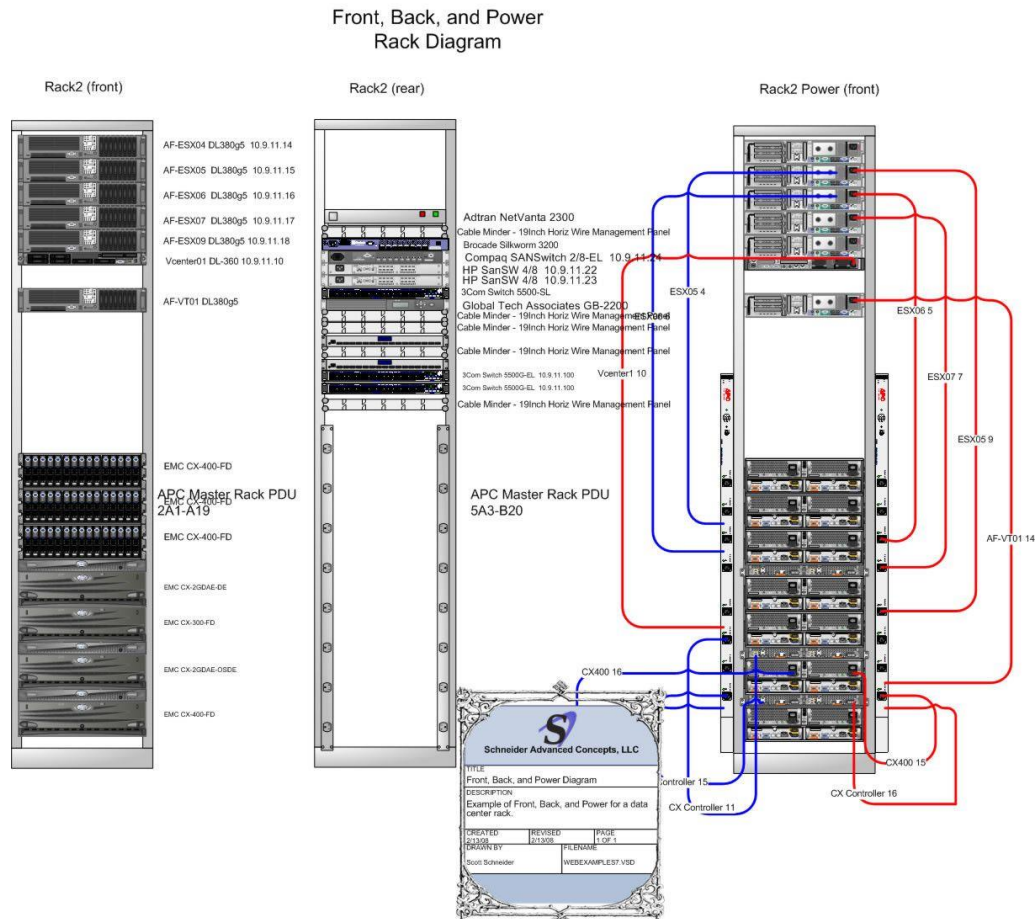 Front, Back, and Power
Rack Diagram
Rack2 (front)
Rack2 (rear)
Rack2 Power (front)
AF-ESX04 DL380g5 10.9.11.14
AF-ESX05 DL380g5 10.9.11.15
AF-ESX06 DL380g5 10.9.11.16
AF-ESX07 DL380g5 10.9.11.17
AF-ESX09 DL380g5 10.9.11.18
Vcenter01 DL-360 10.9.11.10
AF-VT01 DL380g5
EMC CX-400-FD
EMC CX-400-FD
EMC CX-400-FD
APC Master Rack PDU
2A1-A19
EMC CX-2GDAE-DE
EMC CX-300-FD
EMC CX-2GDAE-OSDE
EMC CX-400-FD
Adtran NetVanta 2300
Cable Minder - 19Inch Horiz Wire Management Panel
Brocade Silkworm 3200
Compaq SANSwitch 2/8-EL 10.9.11.24
HP SanSW 4/8 10.9.11.22
HP SanSW 4/8 10.9.11.23
3Com Switch 5500-SL
Global Tech Associates GB-2200
Cable Minder - 19Inch Horiz Wire Management Panel
Cable Minder - 19Inch Horiz Wire Management Panel
Cable Minder - 19Inch Horiz Wire Management Panel
3Com Switch 5500G-EL 10.9.11.100
3Com Switch 5500G-EL 10.9.11.100
Cable Minder - 19Inch Horiz Wire Management Panel
APC Master Rack PDU
5A3-B20
ESX05 4
ESX06 5
Vcenter1 10
ESX07 7
ESX05 9
AF-VT01 14
APC
APC
CX400 16
CX400 15
Controller 15
CX Controller 16
CX Controller 11
S
Schneider Advanced Concepts, LLC
TITLE
Front, Back, and Power Diagram
DESCRIPTION
Example of Front, Back, and Power for a data
center rack.
CREATED
2/13/08
REVISED
2/13/08
PAGE
1 OF 1
DRAWN BY
Scott Schneider
FILENAME
WEBEXAMPLES7.VSD